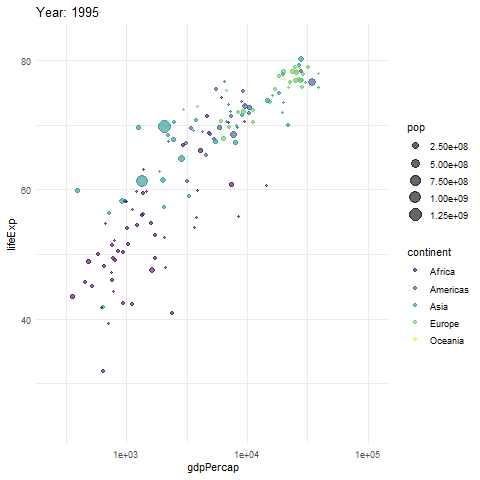 Year: 1995
80
60
40
lifeExp
1e+03
1e+04
1e+05
gdpPercap
pop
2.50e+08
5.00e+08
7.50e+08
1.00e+09
1.25e+09
continent
Africa
Americas
Asia
Europe
Oceania